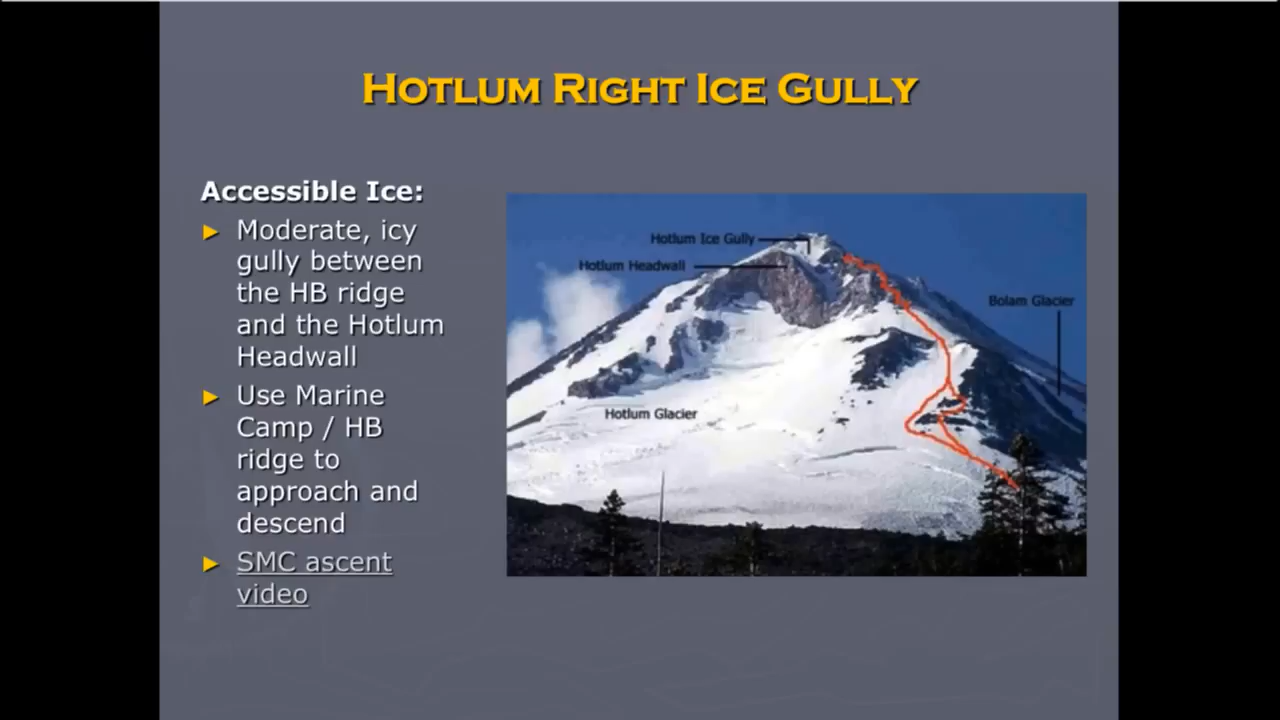 HOTLUM RIGHT ICE GULLY
Accessible Ice:
► Moderate, icy
gully between
the HB ridge
and the Hotlum
Headwall
► Use Marine
Camp / HB
ridge to
approach and
descend
► SMC ascent
video
Hotlum Ice Gully
Hotlum Headwall
Bolam Glacier
Hotlum Glacier